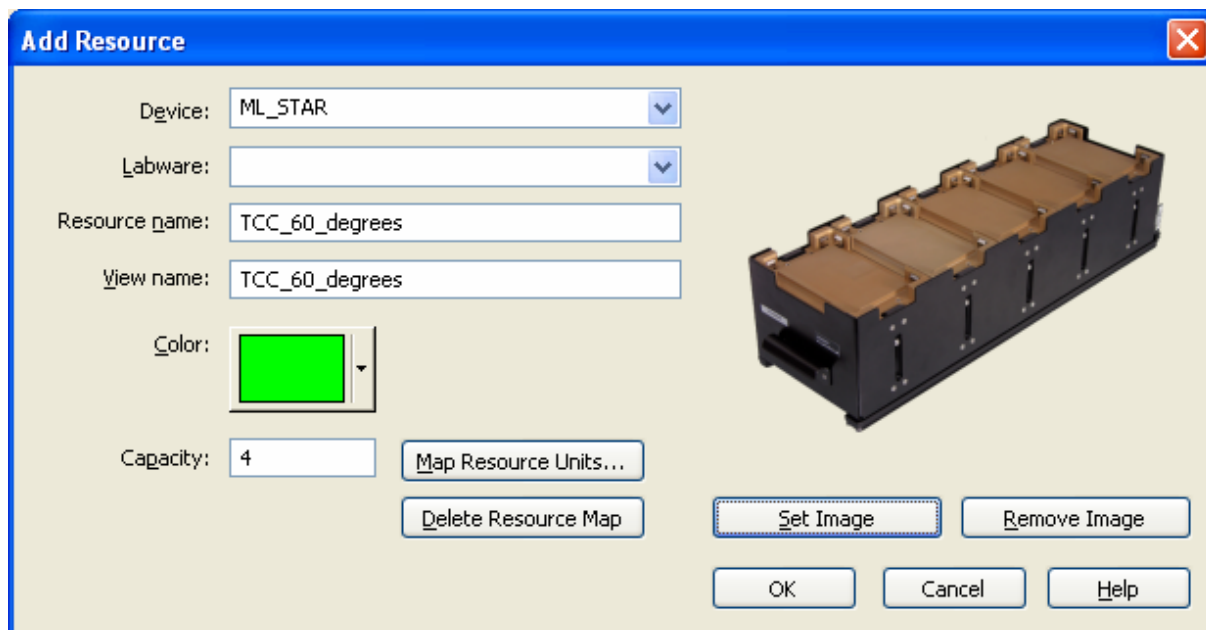 Add Resource
Device: ML_STAR
Labware:
Resource name: TCC_60_degrees
View name: TCC_60_degrees
Color:
Capacity: 4
Map Resource Units...
Delete Resource Map
Set Image
Remove Image
OK
Cancel
Help